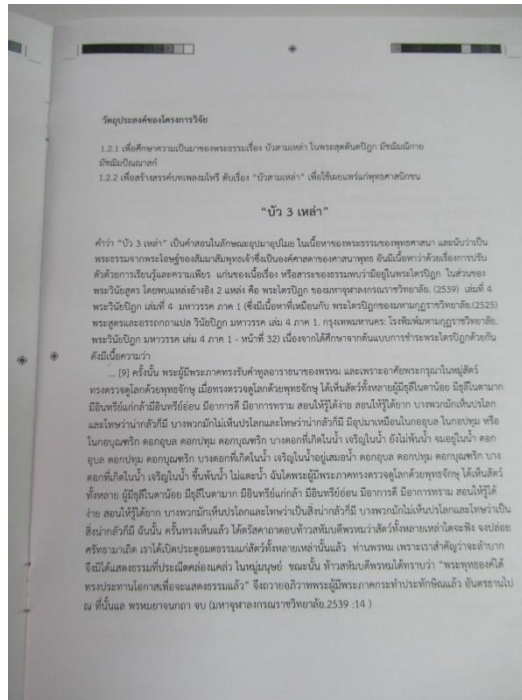 วัตถุประสงค์ของโครงการวิจัย
1.2.1 เพื่อศึกษาความเป็นมาของพระธรรมเรื่อง บัวสามเหล่า ในพระสุตตันตปิฎก มัชฌิมนิกาย
มัชฌิมปัณณาสก์
1.2.2 เพื่อสร้างสรรค์บทเพลงมโหรี ตับเรื่อง “บัวสามเหล่า” เพื่อใช้เผยแพร่แก่พุทธศาสนิกชน
“บัว 3 เหล่า”
คำว่า “บัว 3 เหล่า” เป็นคำสอนในลักษณะอุปมาอุปไมย ในเนื้อหาของพระธรรมของพุทธศาสนา และนับว่าเป็น
พระธรรมจากพระโอษฐ์ของสัมมาสัมพุทธเจ้าซึ่งเป็นองค์ศาสดาของศาสนาพุทธ อันมีเนื้อหาว่าด้วยเรื่องการปรับ
ตัวด้วยการเรียนรู้และความเพียร แก่นของเนื้อเรื่อง หรือสาระของธรรมพบว่ามีอยู่ในพระไตรปิฎก ในส่วนของ
พระวินัยสูตร โดยพบแหล่งอ้างอิง 2 แหล่ง คือ พระไตรปิฎก ของมหาจุฬาลงกรณราชวิทยาลัย. (2539) เล่มที่ 4
พระวินัยปิฎก เล่มที่ 4 มหาวรรค ภาค 1 (ซึ่งมีเนื้อหาที่เหมือนกับ พระไตรปิฎกของมหามกุฏราชวิทยาลัย.(2525)
พระสูตรและอรรถกถาแปล วินัยปิฎก มหาวรรค เล่ม 4 ภาค 1. กรุงเทพมหานคร: โรงพิมพ์มหามกุฏราชวิทยาลัย.
พระวินัยปิฎก มหาวรรค เล่ม 4 ภาค 1 - หน้าที่ 32) เนื่องจากได้ศึกษาจากต้นแบบการชำระพระไตรปิฎกด้วยกัน
ดังมีเนื้อความว่า
... [9] ครั้งนั้น พระผู้มีพระภาคทรงรับคำทูลอาราธนาของพรหม และเพราะอาศัยพระกรุณาในหมู่สัตว์
ทรงตรวจดูโลกด้วยพุทธจักษุ เมื่อทรงตรวจดูโลกด้วยพุทธจักษุ ได้เห็นสัตว์ทั้งหลายผู้มีธุลีในตาน้อย มีธุลีในตามาก
มีอินทรีย์แก่กล้ามีอินทรีย์อ่อน มีอาการดี มีอาการทราม สอนให้รู้ได้ง่าย สอนให้รู้ได้ยาก บางพวกมักเห็นปรโลก
และโทษว่าน่ากลัวก็มี บางพวกไม่เห็นปรโลกและโทษว่าน่ากลัวก็มี มีอุปมาเหมือนในกออุบล ในกอปทุม หรือ
ในกอบุณฑริก ดอกอุบล ดอกปทุม ดอกบุณฑริก บางดอกที่เกิดในน้ำ เจริญในน้ำ ยังไม่พ้นน้ำ จมอยู่ในน้ำ ดอก
อุบล ดอกปทุม ดอกบุณฑริก บางดอกที่เกิดในน้ำ เจริญในน้ำอยู่เสมอน้ำ ดอกอุบล ดอกปทุม ดอกบุณฑริก บาง
ดอกที่เกิดในน้ำ เจริญในน้ำ ขึ้นพ้นน้ำ ไม่แตะน้ำ ฉันใดพระผู้มีพระภาคทรงตรวจดูโลกด้วยพุทธจักษุ ได้เห็นสัตว์
ทั้งหลาย ผู้มีธุลีในตาน้อย มีธุลีในตามาก มีอินทรีย์แก่กล้า มีอินทรีย์อ่อน มีอาการดี มีอาการทราม สอนให้รู้ได้
ง่าย สอนให้รู้ได้ยาก บางพวกมักเห็นปรโลกและโทษว่าเป็นสิ่งน่ากลัวก็มี บางพวกมักไม่เห็นปรโลกและโทษว่าเป็น
สิ่งน่ากลัวก็มี ฉันนั้น ครั้นทรงเห็นแล้ว ได้ตรัสคาถาตอบท้าวสหัมบดีพรหมว่าสัตว์ทั้งหลายเหล่าใดจะฟัง จงปล่อย
ศรัทธามาเถิด เราได้เปิดประตูอมตธรรมแก่สัตว์ทั้งหลายเหล่านั้นแล้ว ท่านพรหม เพราะเราสำคัญว่าจะลำบาก
จึงมิได้แสดงธรรมที่ประณีตคล่องแคล่ว ในหมู่มนุษย์ ขณะนั้น ท้าวสหัมบดีพรหมได้ทราบว่า “พระพุทธองค์ได้
ทรงประทานโอกาสเพื่อจะแสดงธรรมแล้ว” จึงถวายอภิวาทพระผู้มีพระภาคกระทำประทักษิณแล้ว อันตรธานไป
ณ ที่นั้นแล พรหมยาจนกถา จบ (มหาจุฬาลงกรณราชวิทยาลัย.2539 :14 )